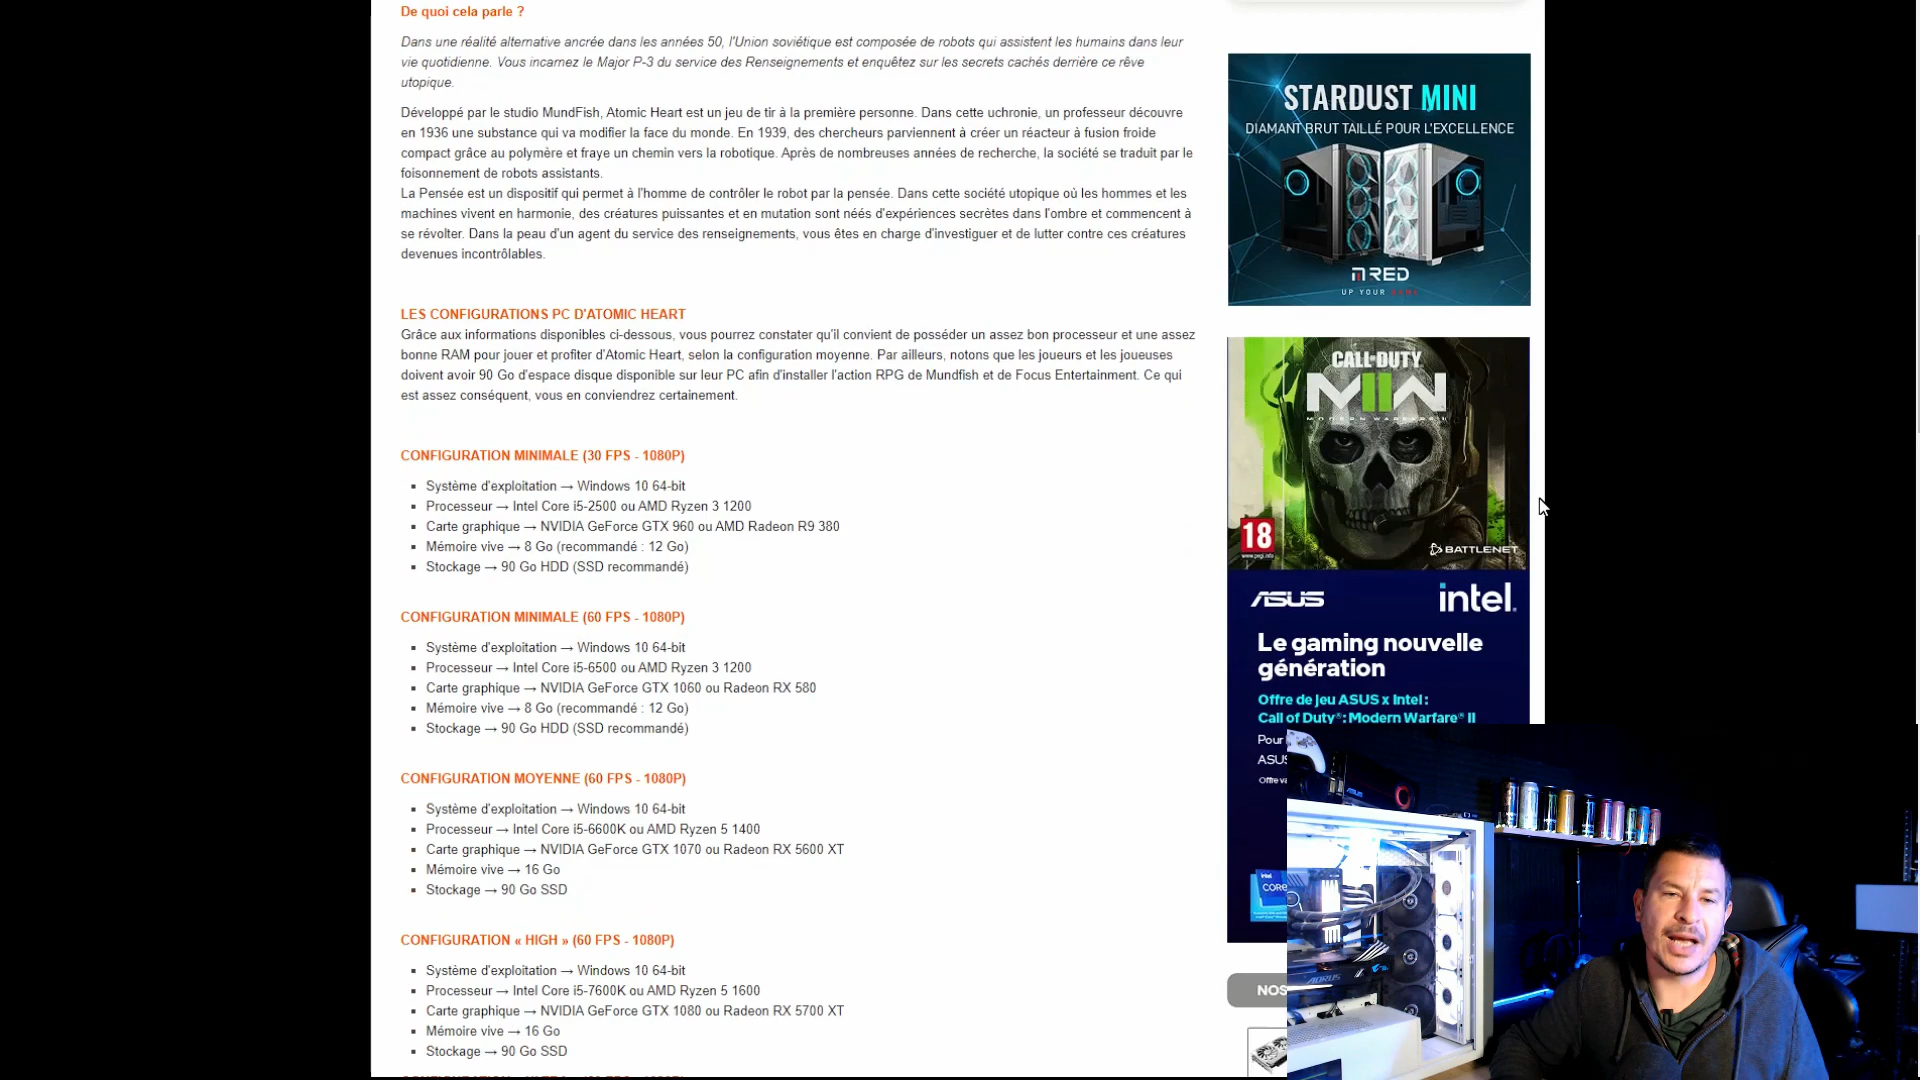 De quoi cela parle ?
Dans une réalité alternative ancrée dans les années 50, l'Union soviétique est composée de robots qui assistent les humains dans leur
vie quotidienne. Vous incarnez le Major P-3 du service des Renseignements et enquêtez sur les secrets cachés derrière ce rêve
utopique.
Développé par le studio MundFish, Atomic Heart est un jeu de tir à la première personne. Dans cette uchronie, un professeur découvre
en 1936 une substance qui va modifier la face du monde. En 1939, des chercheurs parviennent à créer un réacteur à fusion froide
compact grâce au polymère et fraye un chemin vers la robotique. Après de nombreuses années de recherche, la société se traduit par le
foisonnement de robots assistants.
La Pensée est un dispositif qui permet à l'homme de contrôler le robot par la pensée. Dans cette société utopique où les hommes et les
machines vivent en harmonie, des créatures puissantes et en mutation sont néés d'expériences secrètes dans l'ombre et commencent à
se révolter. Dans la peau d'un agent du service des renseignements, vous êtes en charge d'investiguer et de lutter contre ces créatures
devenues incontrôlables.
LES CONFIGURATIONS PC D'ATOMIC HEART
Grâce aux informations disponibles ci-dessous, vous pourrez constater qu'il convient de posséder un assez bon processeur et une assez
bonne RAM pour jouer et profiter d'Atomic Heart, selon la configuration moyenne. Par ailleurs, notons que les joueurs et les joueuses
doivent avoir 90 Go d'espace disque disponible sur leur PC afin d'installer l'action RPG de Mundfish et de Focus Entertainment. Ce qui
est assez conséquent, vous en conviendrez certainement.
CONFIGURATION MINIMALE (30 FPS - 1080P)
Système d'exploitation → Windows 10 64-bit
Processeur → Intel Core i5-2500 ou AMD Ryzen 3 1200
Carte graphique → NVIDIA GeForce GTX 960 ou AMD Radeon R9 380
Mémoire vive → 8 Go (recommandé : 12 Go)
Stockage → 90 Go HDD (SSD recommandé)
CONFIGURATION MINIMALE (60 FPS - 1080P)
Système d'exploitation → Windows 10 64-bit
Processeur → Intel Core i5-6500 ou AMD Ryzen 3 1200
Carte graphique → NVIDIA GeForce GTX 1060 ou Radeon RX 580
Mémoire vive → 8 Go (recommandé : 12 Go)
Stockage → 90 Go HDD (SSD recommandé)
CONFIGURATION MOYENNE (60 FPS - 1080P)
Système d'exploitation → Windows 10 64-bit
Processeur → Intel Core i5-6600K ou AMD Ryzen 5 1400
Carte graphique → NVIDIA GeForce GTX 1070 ou Radeon RX 5600 XT
Mémoire vive → 16 Go
Stockage → 90 Go SSD
CONFIGURATION « HIGH » (60 FPS - 1080P)
Système d'exploitation → Windows 10 64-bit
Processeur → Intel Core i5-7600K ou AMD Ryzen 5 1600
Carte graphique → NVIDIA GeForce GTX 1080 ou Radeon RX 5700 XT
Mémoire vive → 16 Go
Stockage → 90 Go SSD
STARDUST MINI
DIAMANT BRUT TAILLÉ POUR L'EXCELLENCE
MRED
UP YOUR GAME
CALL OF DUTY
MWII
MODERN WARFARE II
18
www.pegi.info
BATTLE.NET
ASUS intel.
Le gaming nouvelle
génération
Offre de jeu ASUS x Intel :
Call of Duty®: Modern Warfare® II
Pour
ASUS
Offre va
intel
CORE
NOS
AORUS